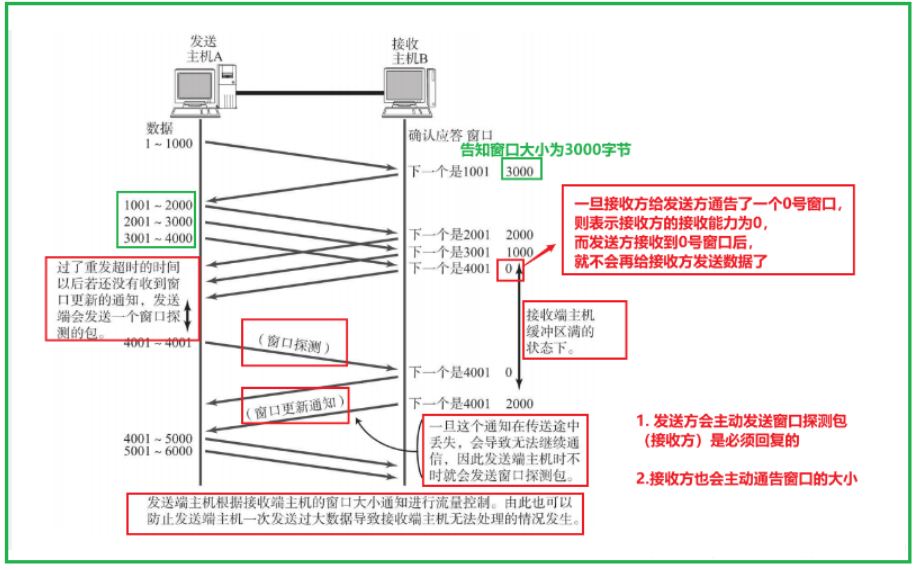 发送
主机A
接收
主机B
数据
1 ~ 1000
确认应答 窗口
告知窗口大小为3000字节
下一个是1001 3000
1001 ~ 2000
2001 ~ 3000
3001 ~ 4000
下一个是2001 2000
下一个是3001 1000
下一个是4001 0
一旦接收方给发送方通告了一个0号窗口，
则表示接收方的接收能力为0，
而发送方接收到0号窗口后，
就不会再给接收方发送数据了
过了重发超时的时间
以后若还没有收到窗
口更新的通知，发送
端会发送一个窗口探
测的包。
接收端主机
缓冲区满的
状态下。
4001 ~ 4001
（窗口探测）
下一个是4001 0
（窗口更新通知）
下一个是4001 2000
一旦这个通知在传送途中
丢失，会导致无法继续通
信，因此发送端主机时不
时就会发送窗口探测包。
1. 发送方会主动发送窗口探测包
（接收方）是必须回复的
2.接收方也会主动通告窗口的大小
4001 ~ 5000
5001 ~ 6000
发送端主机根据接收端主机的窗口大小通知进行流量控制。由此也可以
防止发送端主机一次发送过大数据导致接收端主机无法处理的情况发生。